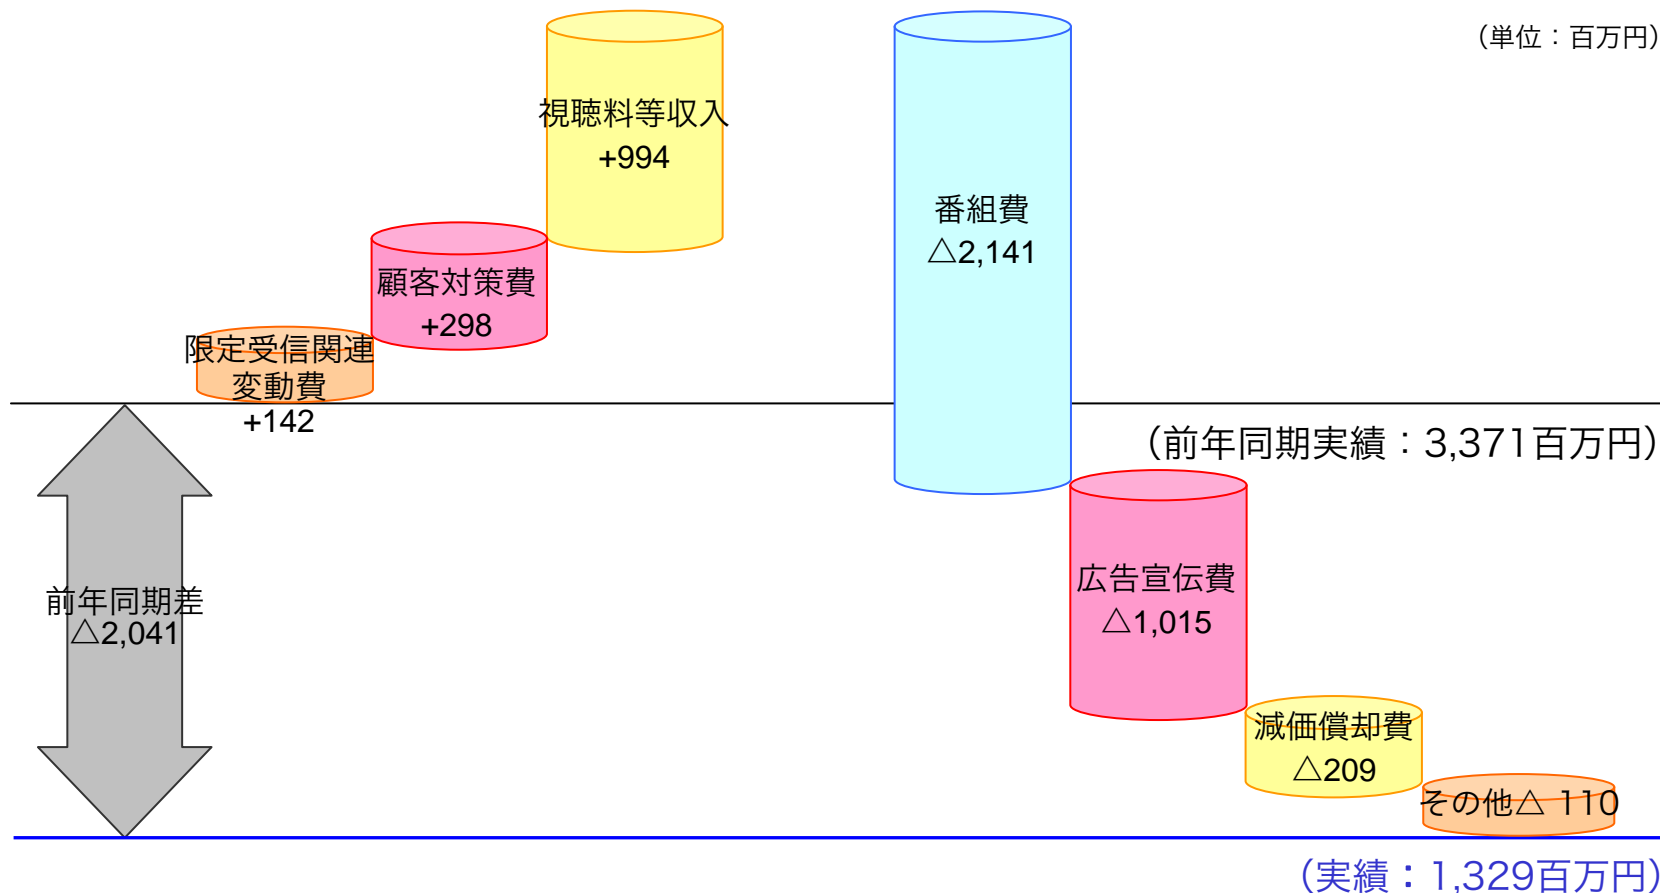 （単位：百万円）
視聴料等収入
+994
番組費
△2,141
顧客対策費
+298
限定受信関連
変動費
+142
（前年同期実績：3,371百万円）
前年同期差
△2,041
広告宣伝費
△1,015
減価償却費
△209
その他△ 110
（実績：1,329百万円）